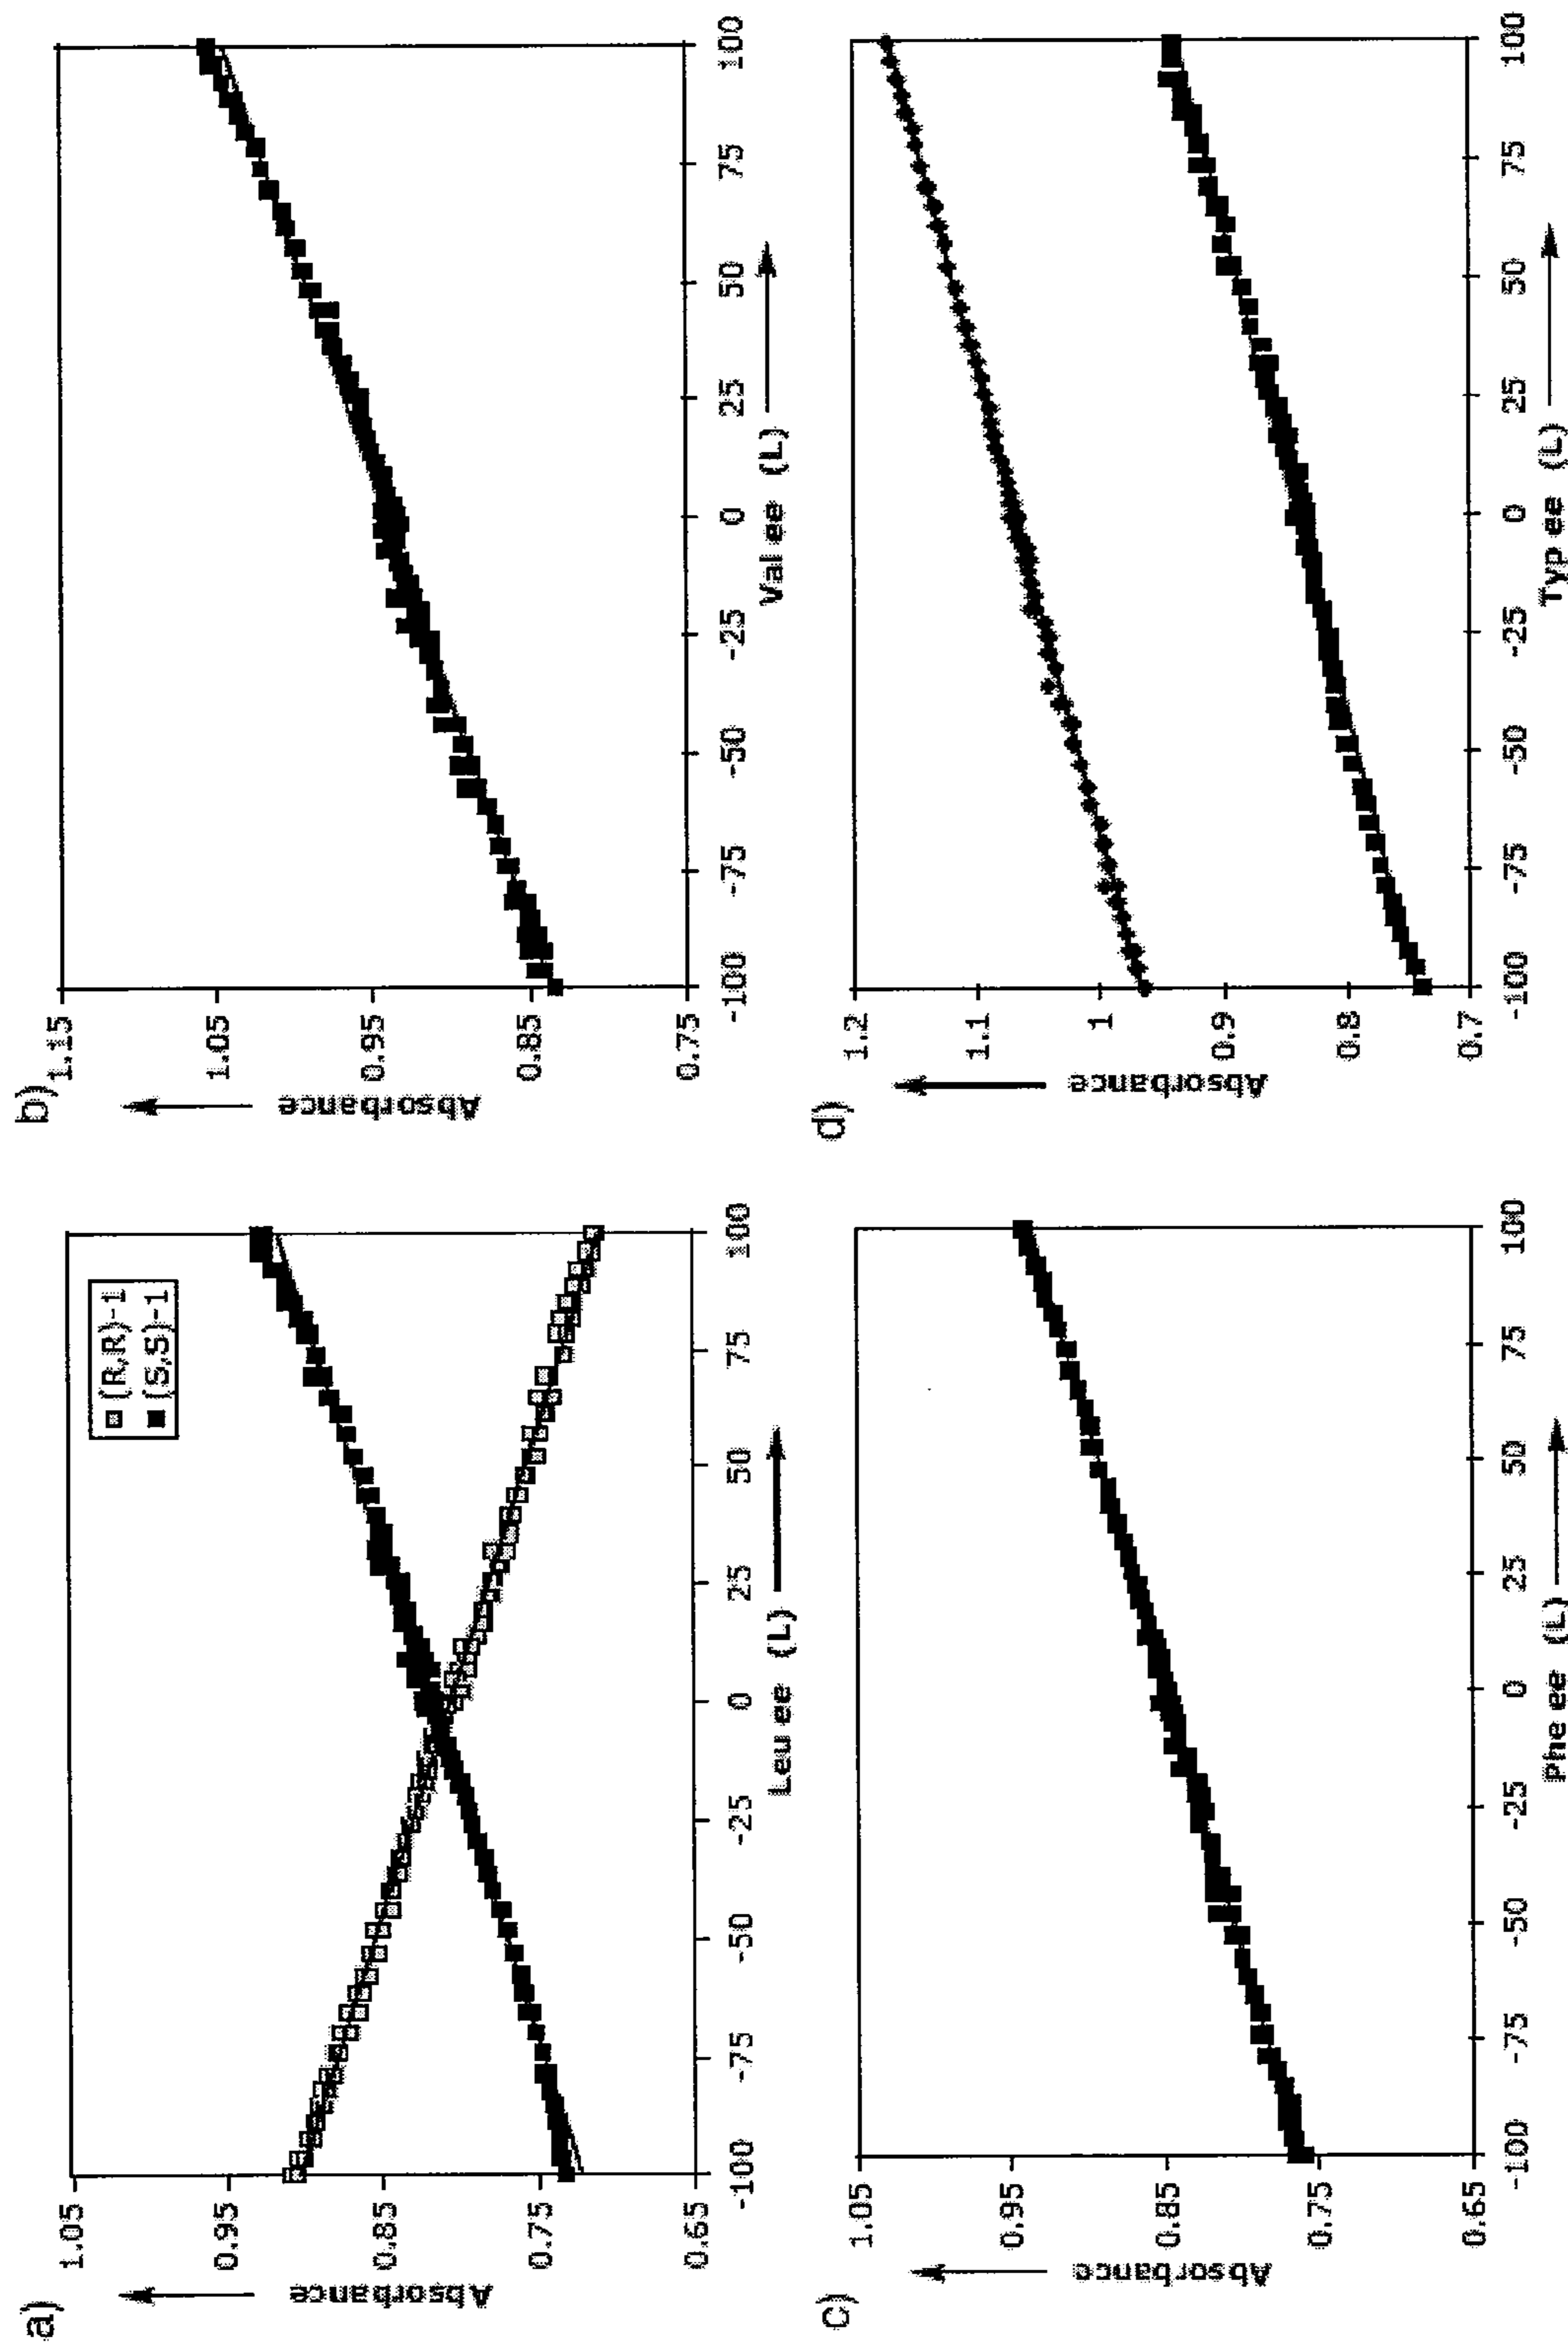 a)
1.05
0.95
0.85
0.75
0.65
Absorbance
(R,R)-1
(S,S)-1
-100 -75 -50 -25 0 25 50 75 100
Leu ee (L)
b)
1.15
1.05
0.95
0.85
0.75
Absorbance
-100 -75 -50 -25 0 25 50 75 100
Val ee (L)
c)
1.05
0.95
0.85
0.75
0.65
Absorbance
-100 -75 -50 -25 0 25 50 75 100
Phe ee (L)
d)
1.2
1.1
1
0.9
0.8
0.7
Absorbance
-100 -75 -50 -25 0 25 50 75 100
Typ ee (L)